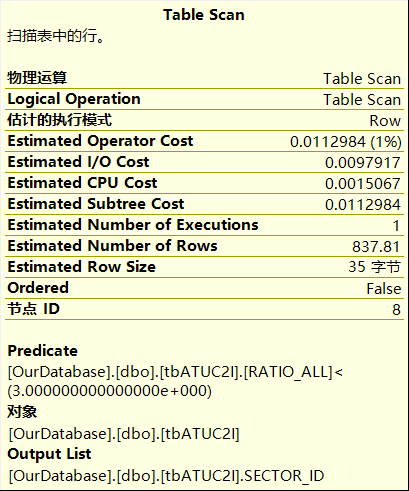 Table Scan
扫描表中的行。
物理运算 Table Scan
Logical Operation Table Scan
估计的执行模式 Row
Estimated Operator Cost 0.0112984 (1%)
Estimated I/O Cost 0.0097917
Estimated CPU Cost 0.0015067
Estimated Subtree Cost 0.0112984
Estimated Number of Executions 1
Estimated Number of Rows 837.81
Estimated Row Size 35 字节
Ordered False
节点 ID 8
Predicate
[OurDatabase].[dbo].[tbATUC2I].[RATIO_ALL]<
(3.000000000000000e+000)
对象
[OurDatabase].[dbo].[tbATUC2I]
Output List
[OurDatabase].[dbo].[tbATUC2I].SECTOR_ID